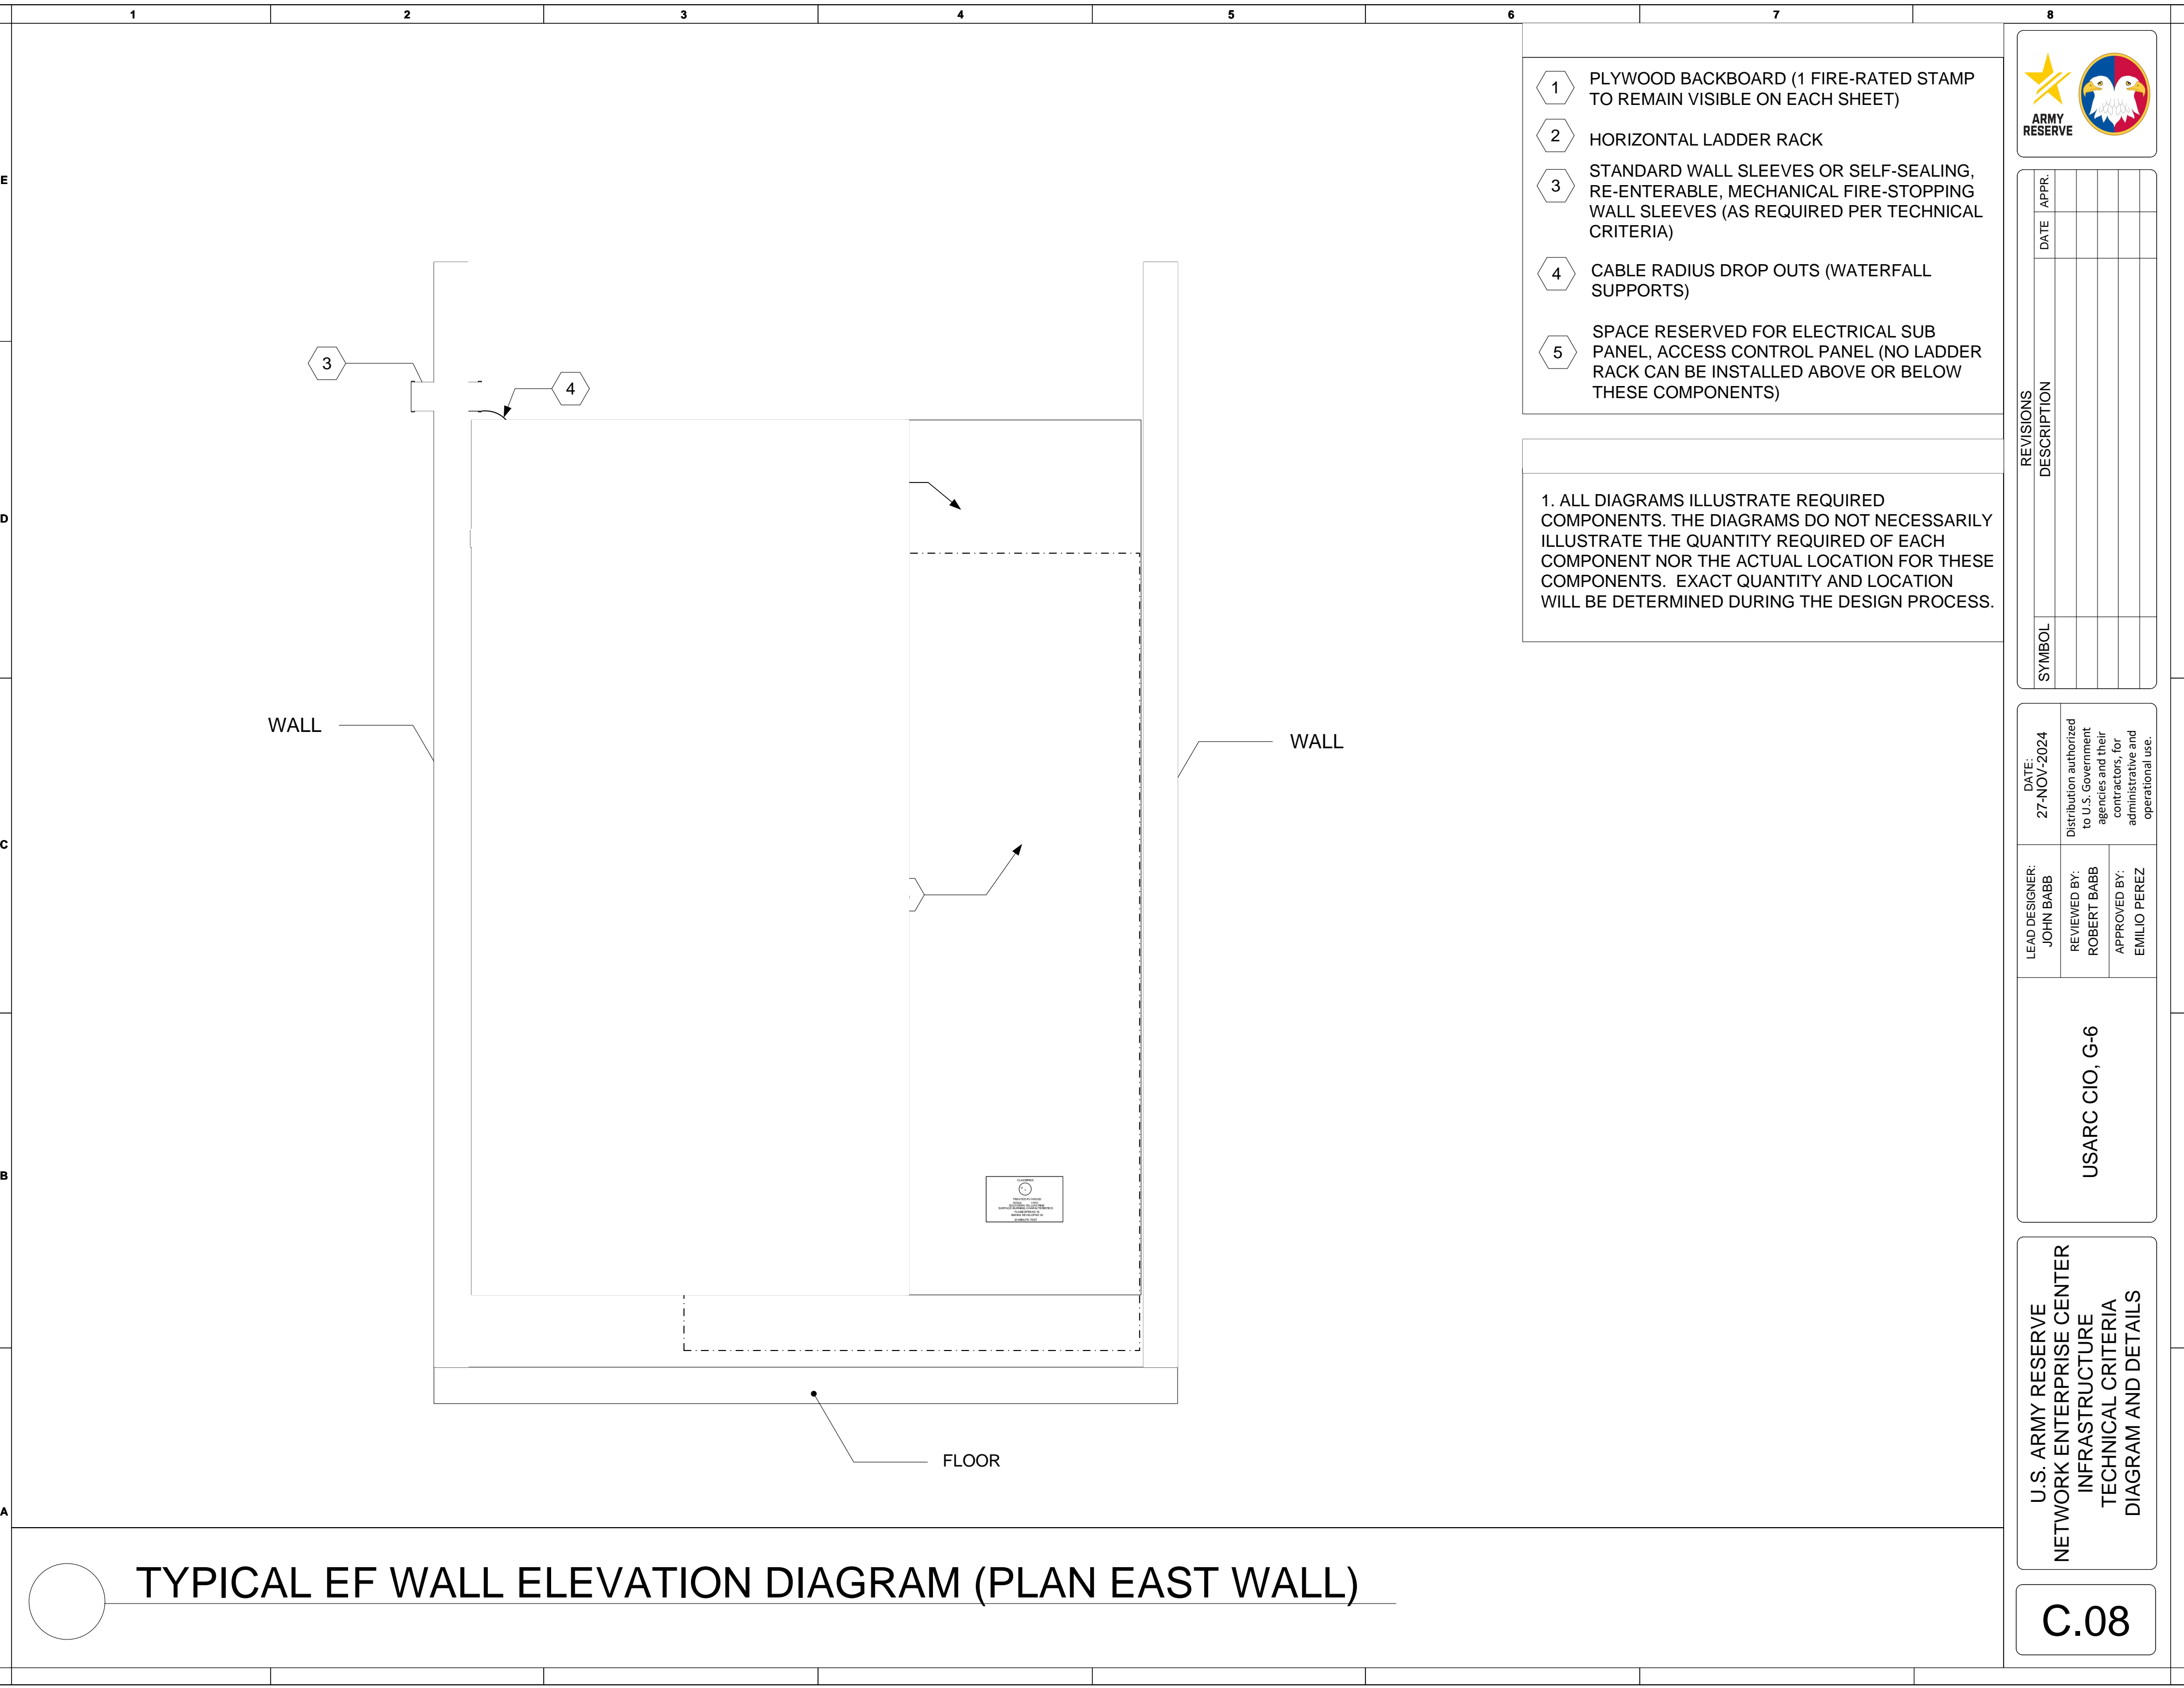 1 2 3 4 5 6 7 8
E
D
C
B
A
1
PLYWOOD BACKBOARD (1 FIRE-RATED STAMP
TO REMAIN VISIBLE ON EACH SHEET)
2
HORIZONTAL LADDER RACK
3
STANDARD WALL SLEEVES OR SELF-SEALING,
RE-ENTERABLE, MECHANICAL FIRE-STOPPING
WALL SLEEVES (AS REQUIRED PER TECHNICAL
CRITERIA)
4
CABLE RADIUS DROP OUTS (WATERFALL
SUPPORTS)
5
SPACE RESERVED FOR ELECTRICAL SUB
PANEL, ACCESS CONTROL PANEL (NO LADDER
RACK CAN BE INSTALLED ABOVE OR BELOW
THESE COMPONENTS)
1. ALL DIAGRAMS ILLUSTRATE REQUIRED
COMPONENTS. THE DIAGRAMS DO NOT NECESSARILY
ILLUSTRATE THE QUANTITY REQUIRED OF EACH
COMPONENT NOR THE ACTUAL LOCATION FOR THESE
COMPONENTS. EXACT QUANTITY AND LOCATION
WILL BE DETERMINED DURING THE DESIGN PROCESS.
3
4
WALL
WALL
FLOOR
TYPICAL EF WALL ELEVATION DIAGRAM (PLAN EAST WALL)
ARMY
RESERVE
REVISIONS
SYMBOL DESCRIPTION DATE APPR.
DATE:
27-NOV-2024
Distribution authorized
to U.S. Government
agencies and their
contractors, for
administrative and
operational use.
LEAD DESIGNER:
JOHN BABB
REVIEWED BY:
ROBERT BABB
APPROVED BY:
EMILIO PEREZ
USARC CIO, G-6
U.S. ARMY RESERVE
NETWORK ENTERPRISE CENTER
INFRASTRUCTURE
TECHNICAL CRITERIA
DIAGRAM AND DETAILS
C.08